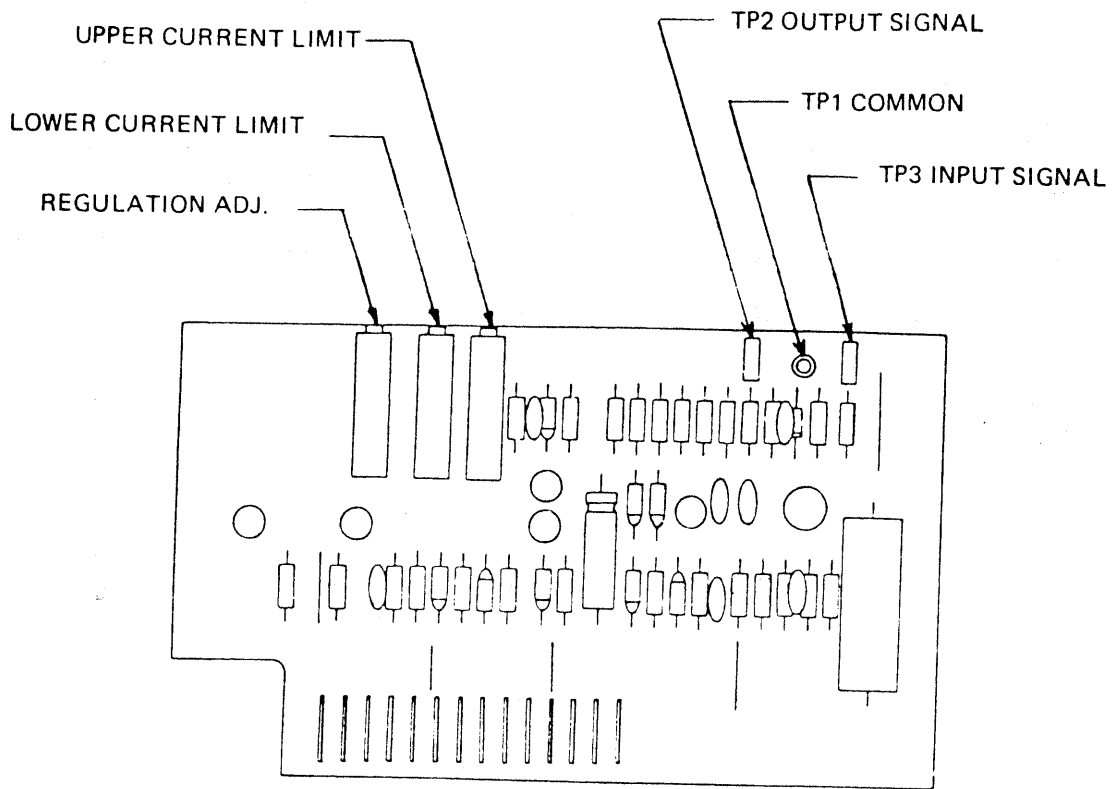 UPPER CURRENT LIMIT
LOWER CURRENT LIMIT
REGULATION ADJ.
TP2 OUTPUT SIGNAL
TP1 COMMON
TP3 INPUT SIGNAL